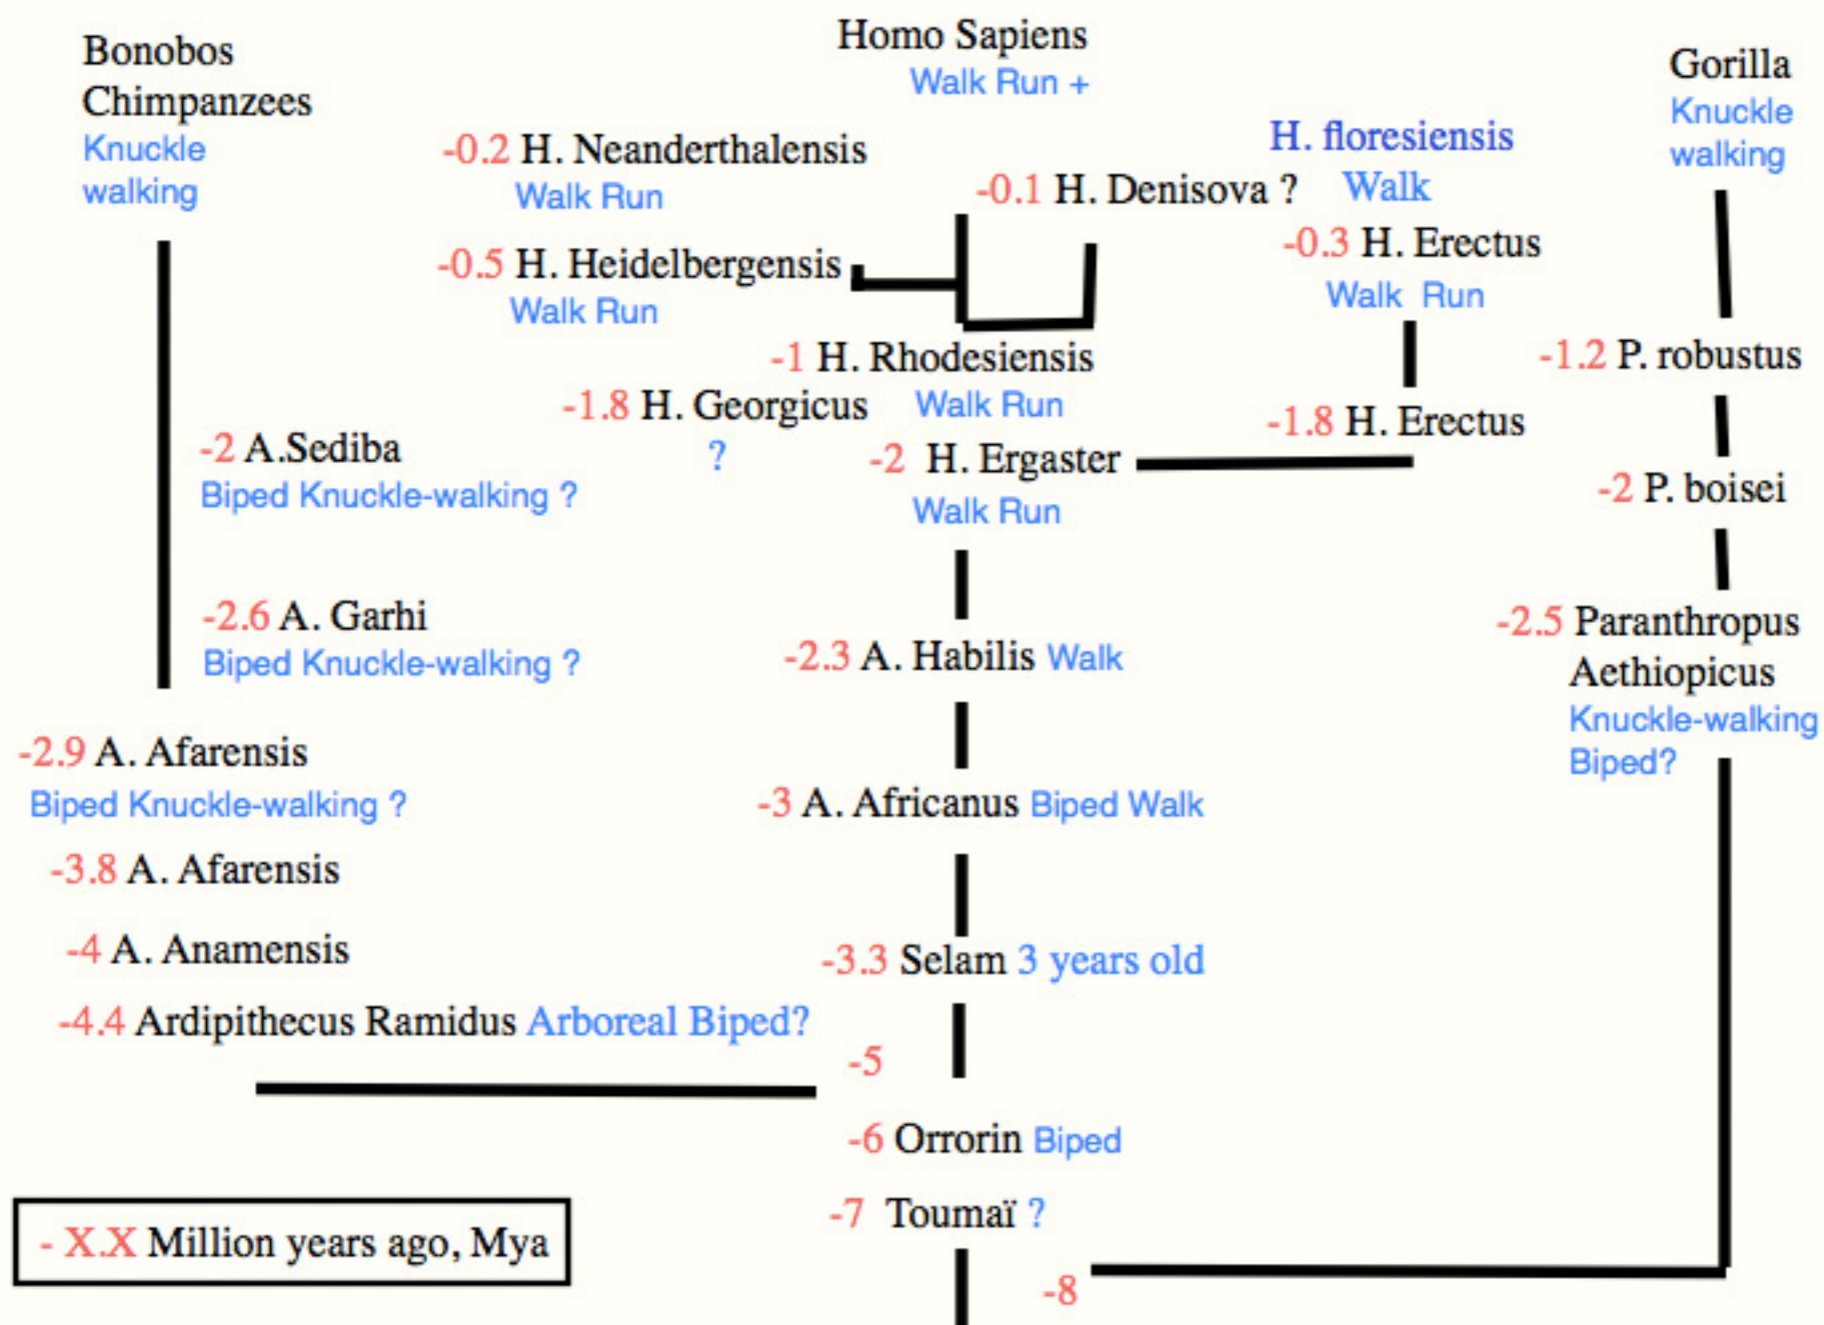 Homo Sapiens
Walk Run +
Bonobos
Chimpanzees
Knuckle
walking
Gorilla
Knuckle
walking
-0.2 H. Neanderthalensis
Walk Run
-0.1 H. Denisova ?
H. floresiensis
Walk
-0.3 H. Erectus
Walk Run
-0.5 H. Heidelbergensis
Walk Run
-1 H. Rhodesiensis
Walk Run
-1.2 P. robustus
-1.8 H. Georgicus
?
-1.8 H. Erectus
-2 A.Sediba
Biped Knuckle-walking ?
-2 H. Ergaster
Walk Run
-2 P. boisei
-2.6 A. Garhi
Biped Knuckle-walking ?
-2.3 A. Habilis Walk
-2.5 Paranthropus
Aethiopicus
Knuckle-walking
Biped?
-2.9 A. Afarensis
Biped Knuckle-walking ?
-3 A. Africanus Biped Walk
-3.8 A. Afarensis
-4 A. Anamensis
-3.3 Selam 3 years old
-4.4 Ardipithecus Ramidus Arboreal Biped?
-5
-6 Orrorin Biped
-7 Toumaï ?
- X.X Million years ago, Mya
-8